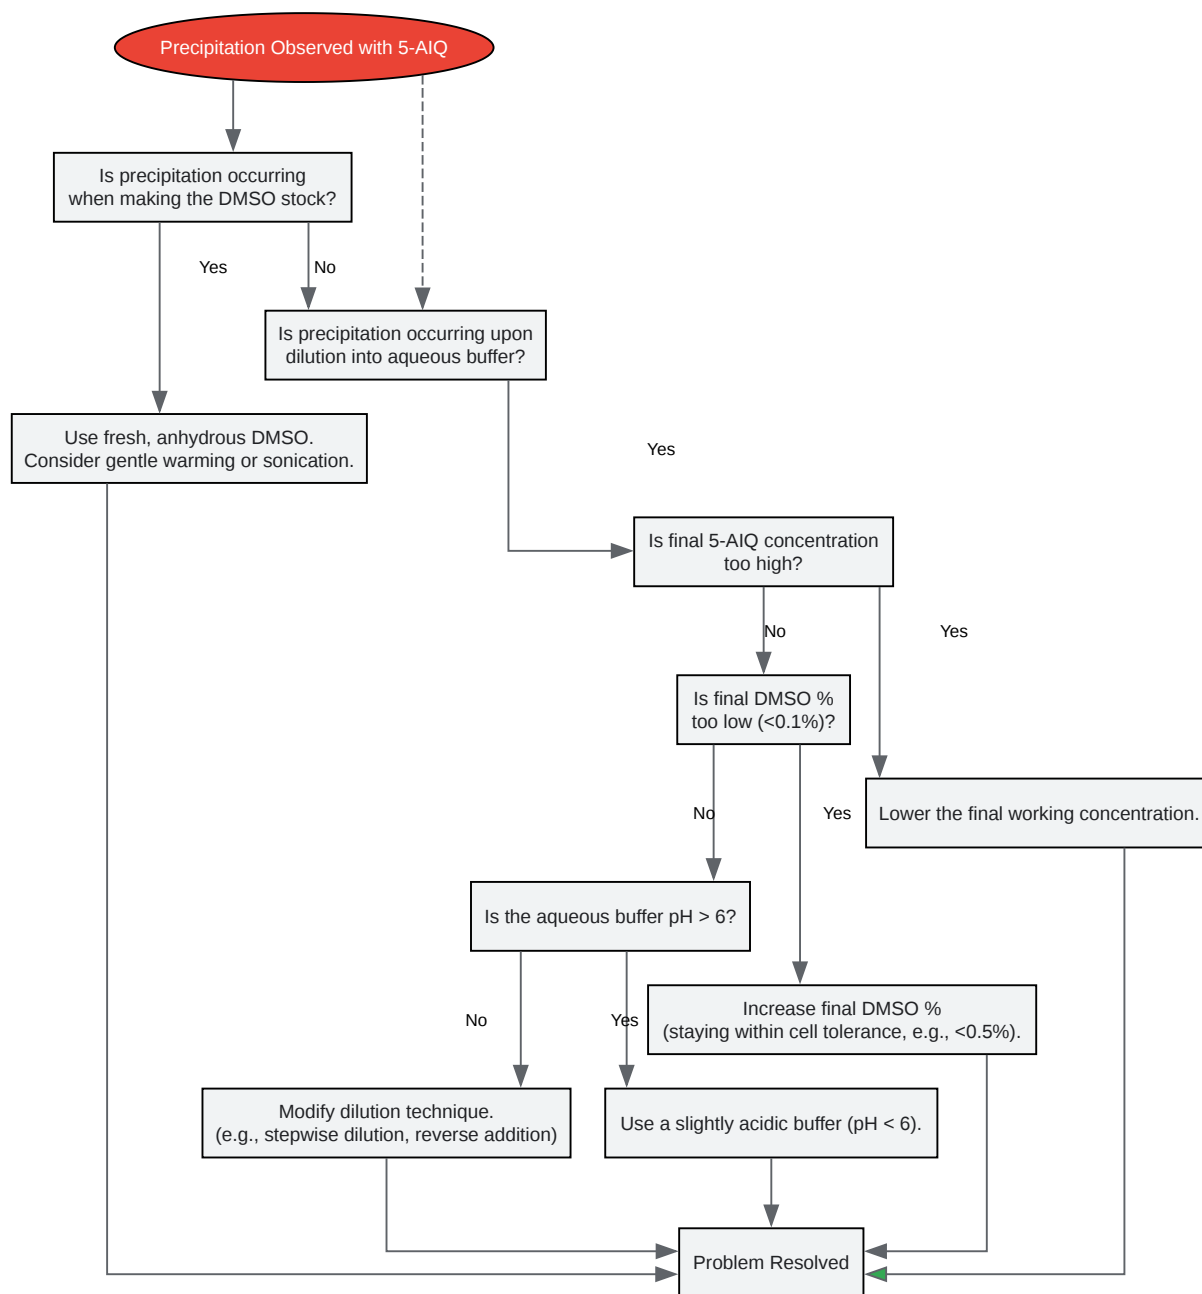 Precipitation Observed with 5-AIQ
Is precipitation occurring
when making the DMSO stock?
Yes
No
Is precipitation occurring upon
dilution into aqueous buffer?
Use fresh, anhydrous DMSO.
Consider gentle warming or sonication.
Yes
Is final 5-AIQ concentration
too high?
No
Yes
Is final DMSO %
too low (<0.1%)?
No
Yes
Lower the final working concentration.
Is the aqueous buffer pH > 6?
Increase final DMSO %
(staying within cell tolerance, e.g., <0.5%).
No
Yes
Modify dilution technique.
(e.g., stepwise dilution, reverse addition)
Use a slightly acidic buffer (pH < 6).
Problem Resolved